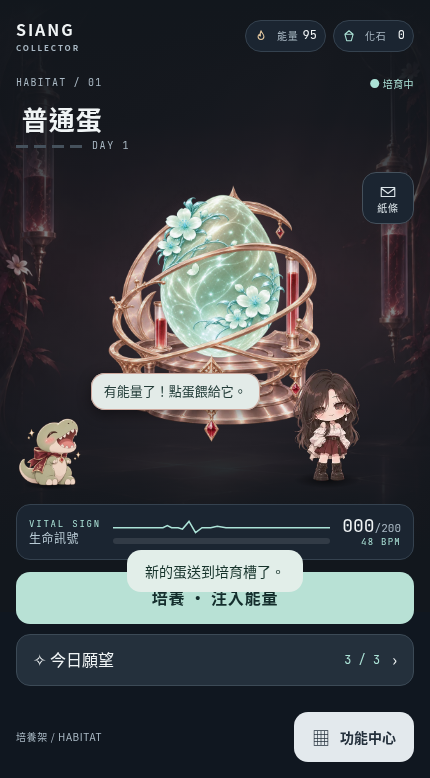 SIANG
COLLECTOR
能量 95
化石 0
HABITAT / 01
培育中
普通蛋
DAY 1
紙條
有能量了！點蛋餵給它。
VITAL SIGN
生命訊號
000/200
48 BPM
新的蛋送到培育槽了。
培養 · 注入能量
✧ 今日願望
3 / 3 ›
培養架 / HABITAT
功能中心